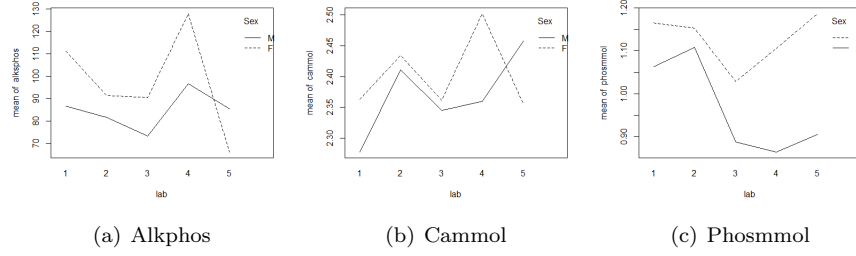 mean of alkphos
130
120
110
100
90
80
70
Sex
M
F
1 2 3 4 5
lab
(a) Alkphos
mean of cammol
2.50
2.45
2.40
2.35
2.30
Sex
M
F
1 2 3 4 5
lab
(b) Cammol
mean of phosmmol
1.20
1.10
1.00
0.90
Sex
1 2 3 4 5
lab
(c) Phosmmol